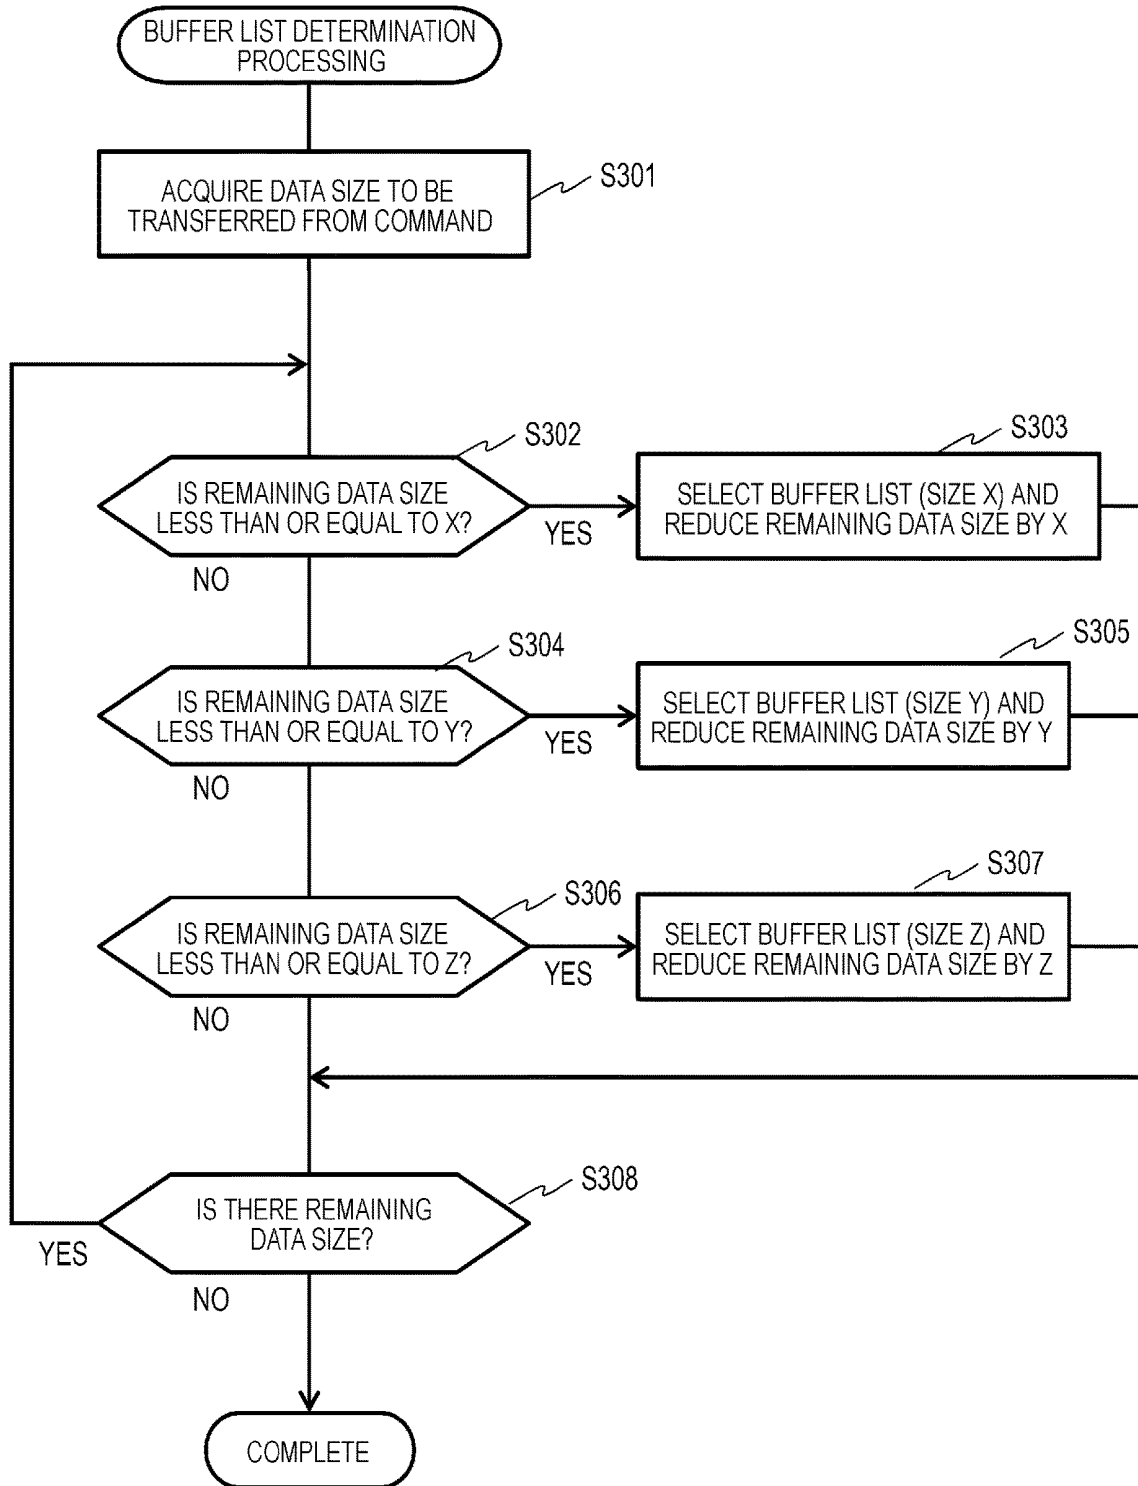 BUFFER LIST DETERMINATION
PROCESSING
ACQUIRE DATA SIZE TO BE
TRANSFERRED FROM COMMAND
S301
IS REMAINING DATA SIZE
LESS THAN OR EQUAL TO X?
S302
YES
NO
SELECT BUFFER LIST (SIZE X) AND
REDUCE REMAINING DATA SIZE BY X
S303
IS REMAINING DATA SIZE
LESS THAN OR EQUAL TO Y?
S304
YES
NO
SELECT BUFFER LIST (SIZE Y) AND
REDUCE REMAINING DATA SIZE BY Y
S305
IS REMAINING DATA SIZE
LESS THAN OR EQUAL TO Z?
S306
YES
NO
SELECT BUFFER LIST (SIZE Z) AND
REDUCE REMAINING DATA SIZE BY Z
S307
IS THERE REMAINING
DATA SIZE?
S308
YES
NO
COMPLETE